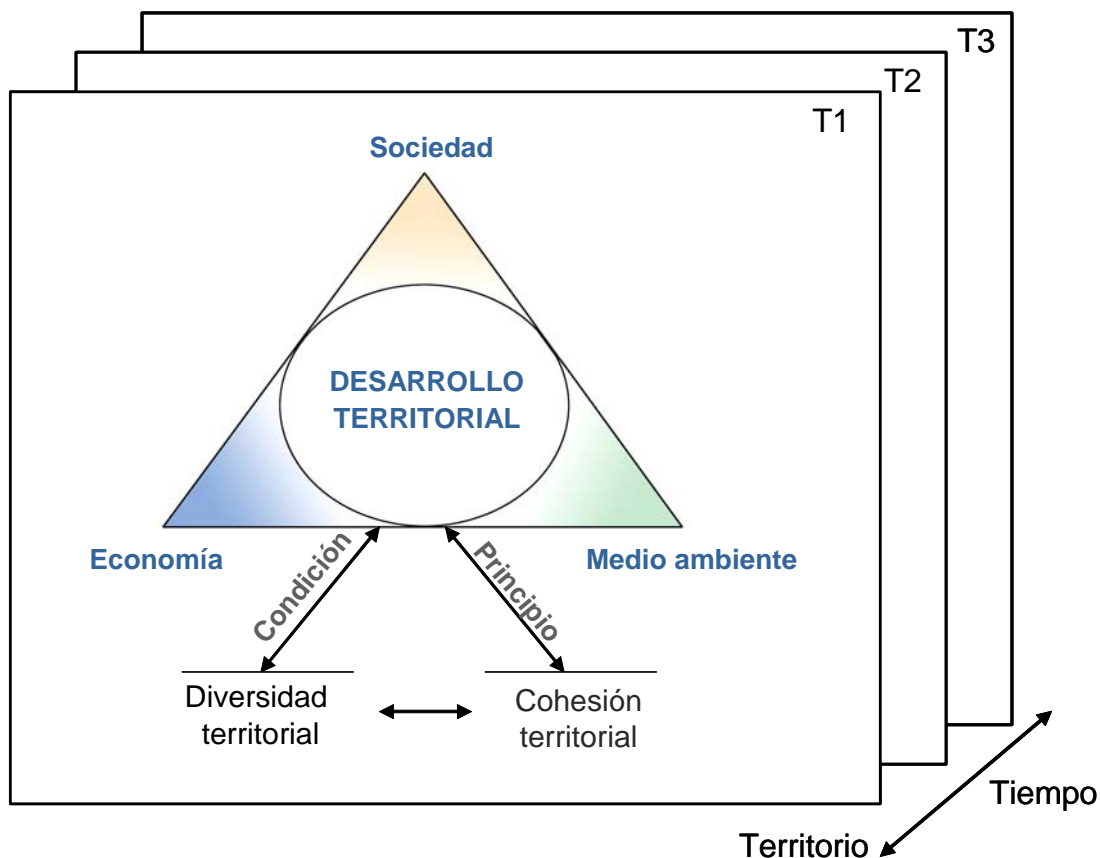 T3
T2
T1
Sociedad
DESARROLLO
TERRITORIAL
Economía
Medio ambiente
Condición
Principio
Diversidad
territorial
Cohesión
territorial
Tiempo
Territorio